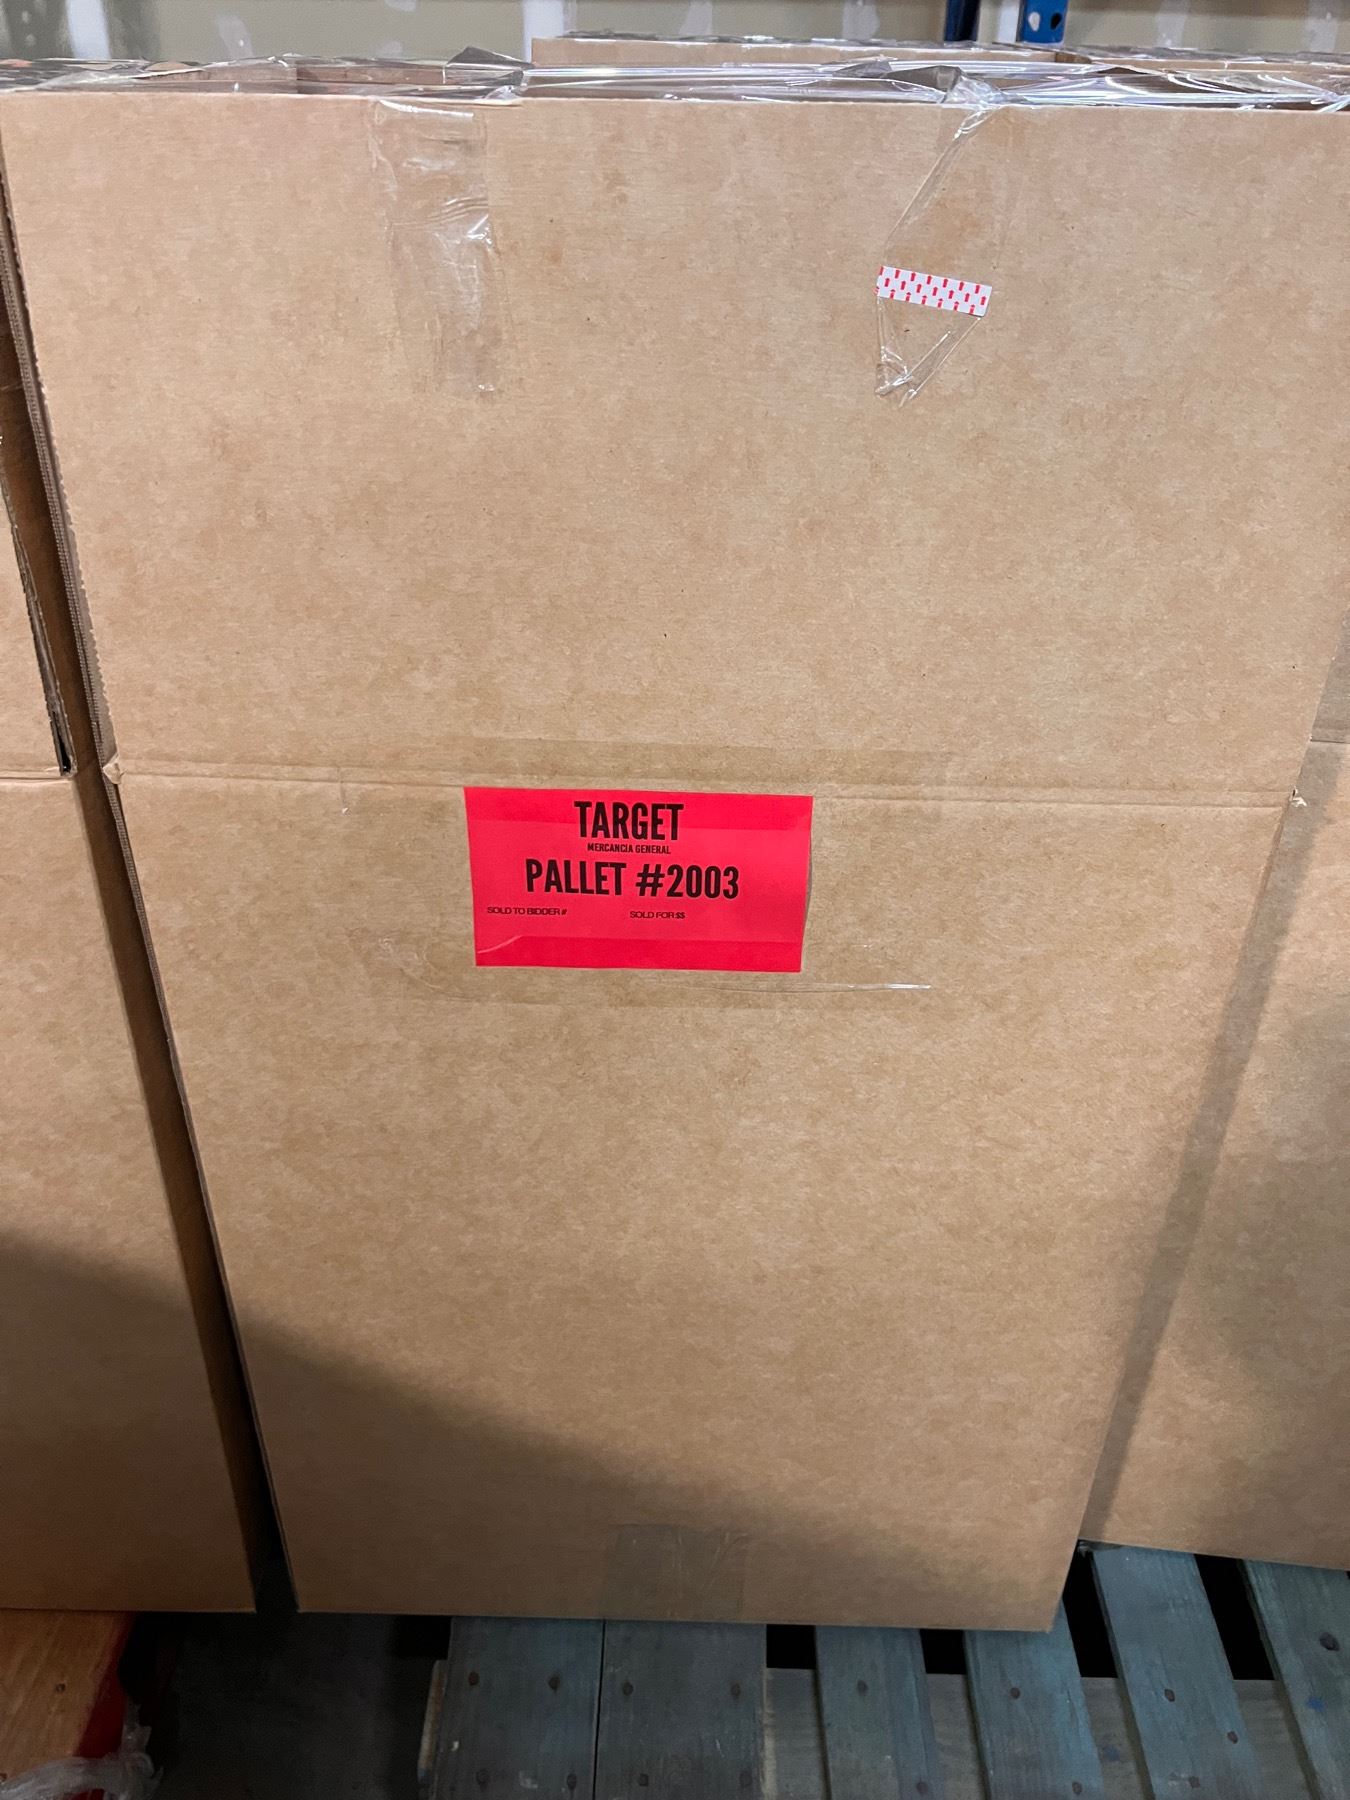 TARGET
MERCANCIA GENERAL
PALLET #2003
SOLD TO BIDDER # SOLD FOR $$